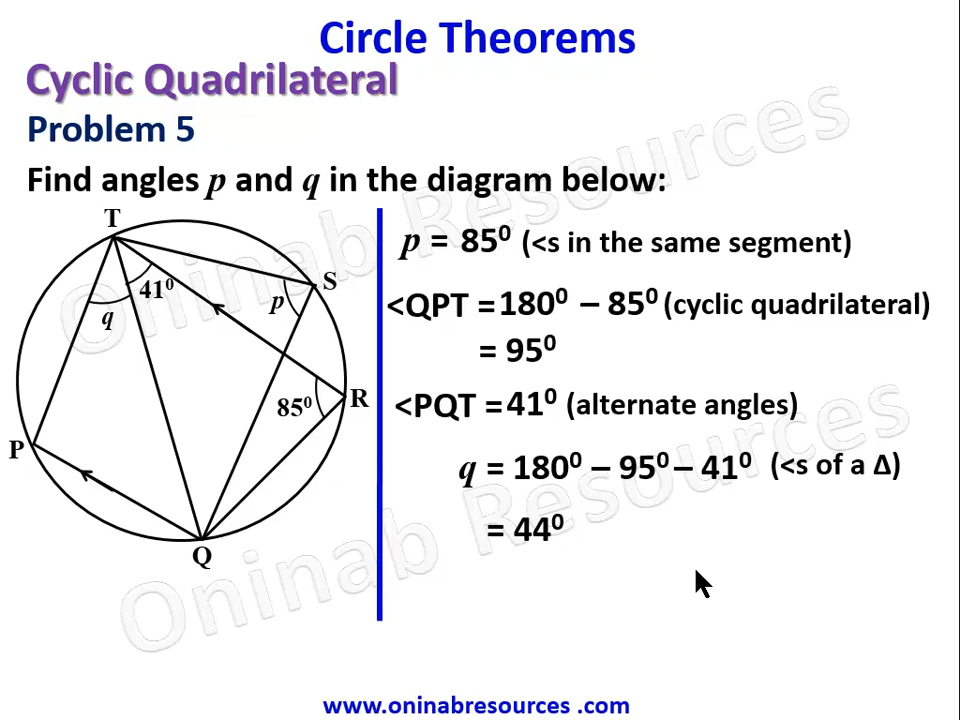 Circle Theorems
Cyclic Quadrilateral
Problem 5
Find angles p and q in the diagram below:
T
41⁰
q
p
S
85⁰
R
P
Q
p = 85⁰ (<s in the same segment)
<QPT = 180⁰ – 85⁰ (cyclic quadrilateral)
= 95⁰
<PQT = 41⁰ (alternate angles)
q = 180⁰ – 95⁰ – 41⁰ (<s of a Δ)
= 44⁰
Oninab Resources
Oninab Resources
www.oninabresources .com